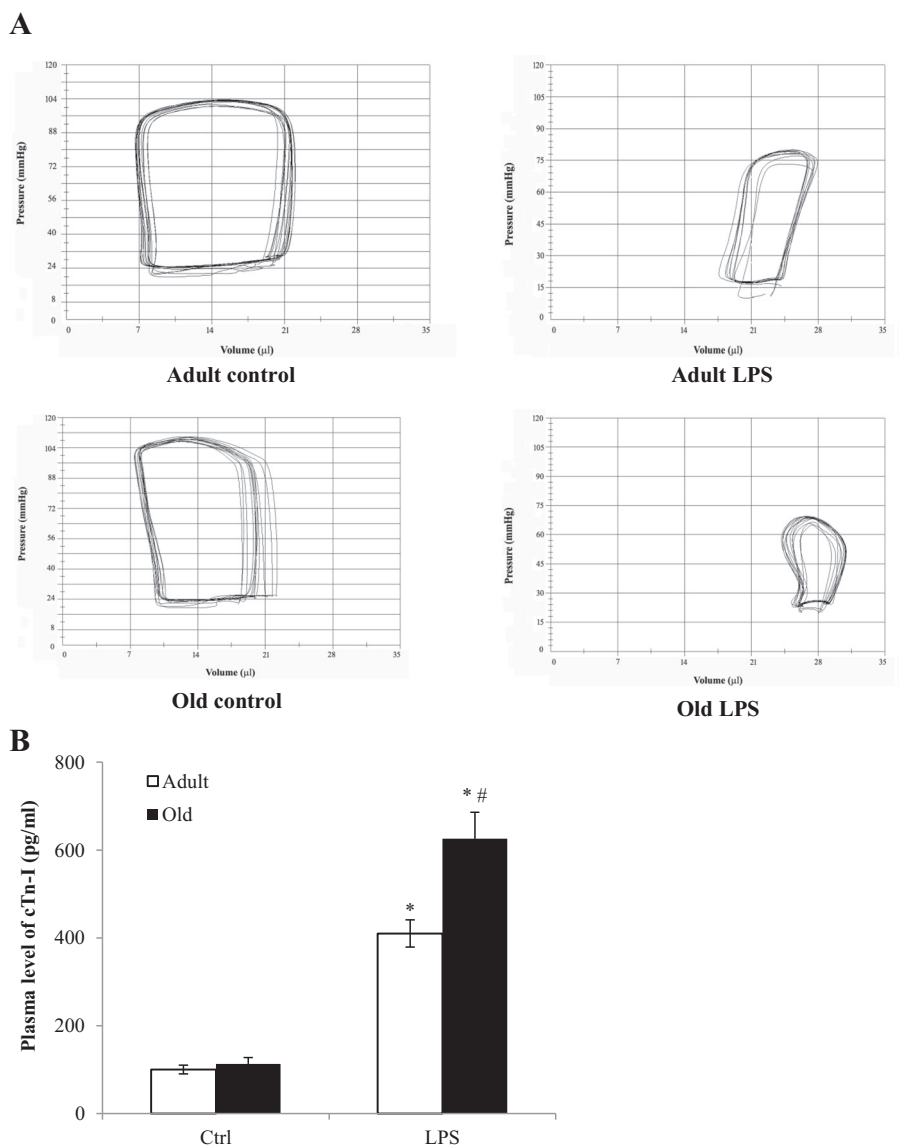 A
Pressure (mmHg)
120
104
88
72
56
40
24
8
0
0 7 14 21 28 35
Volume (µl)
Adult control
Pressure (mmHg)
120
105
90
75
60
45
30
15
0
0 7 14 21 28 35
Volume (µl)
Adult LPS
Pressure (mmHg)
120
104
88
72
56
40
24
8
0
0 7 14 21 28 35
Volume (µl)
Old control
Pressure (mmHg)
120
105
90
75
60
45
30
15
0
0 7 14 21 28 35
Volume (µl)
Old LPS
B
Plasma level of cTn-I (pg/ml)
800
600
400
200
0
Adult
Old
*
* #
Ctrl LPS